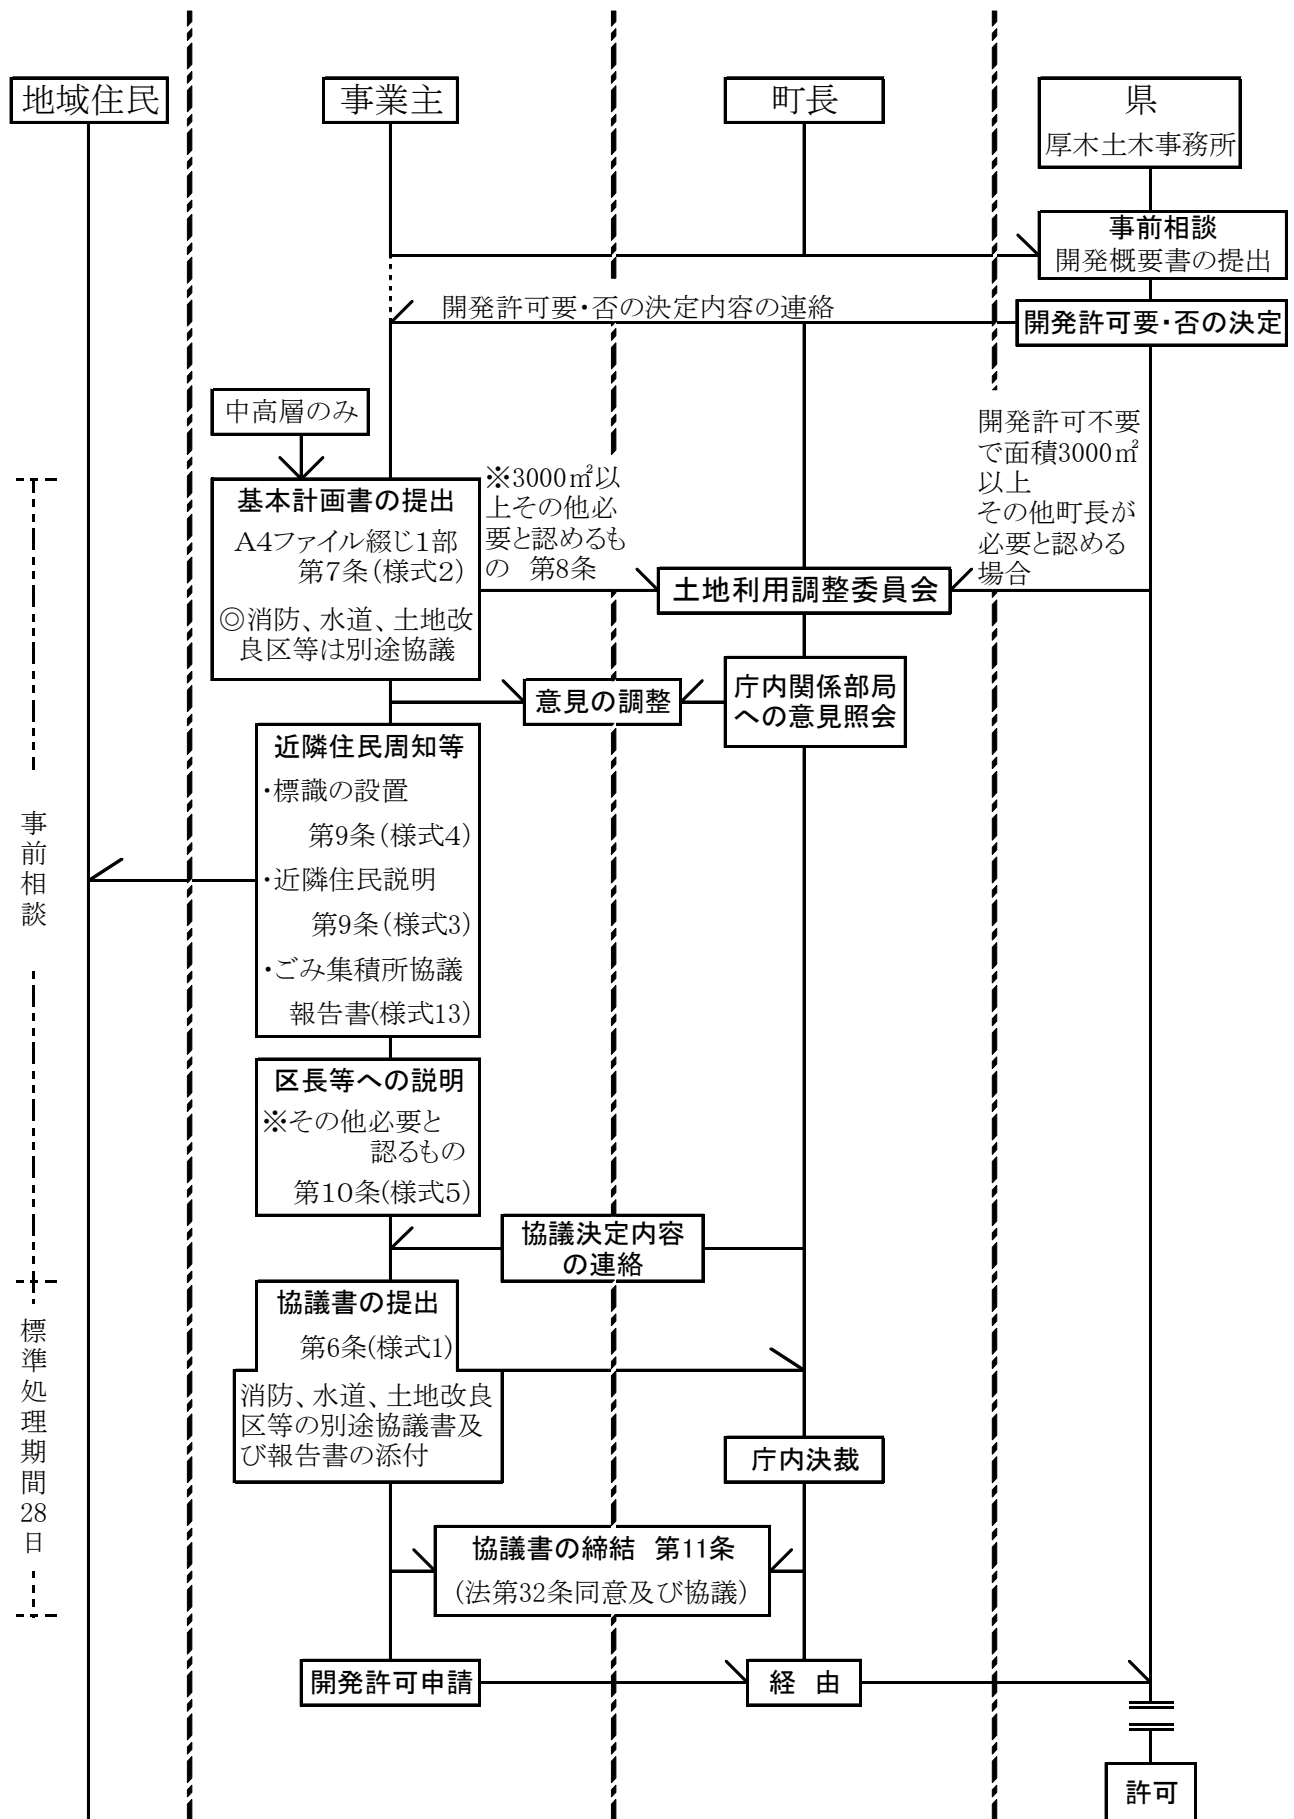 地域住民
事業主
町長
県
厚木土木事務所
事前相談
開発概要書の提出
開発許可要・否の決定内容の連絡
開発許可要・否の決定
中高層のみ
基本計画書の提出
A4ファイル綴じ1部
第7条(様式2)
◎消防、水道、土地改
良区等は別途協議
※3000㎡以
上その他必
要と認めるも
の 第8条
開発許可不要
で面積3000㎡
以上
その他町長が
必要と認める
場合
土地利用調整委員会
意見の調整
庁内関係部局
への意見照会
近隣住民周知等
・標識の設置
第9条(様式4)
・近隣住民説明
第9条(様式3)
・ごみ集積所協議
報告書(様式13)
事前相談
区長等への説明
※その他必要と
認るもの
第10条(様式5)
協議決定内容
の連絡
協議書の提出
第6条(様式1)
消防、水道、土地改良
区等の別途協議書及
び報告書の添付
標準処理期間28日
庁内決裁
協議書の締結 第11条
(法第32条同意及び協議)
開発許可申請
経 由
許可